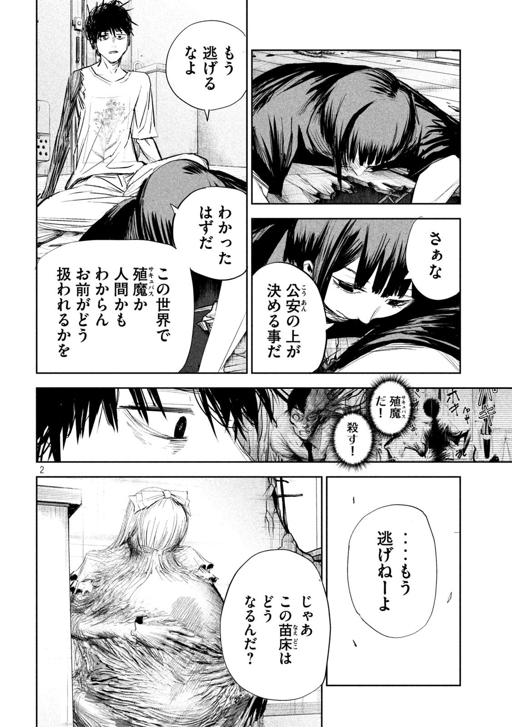 もう
逃げる
なよ
さぁな
公安の上が
決める事だ
わかった
はずだ
この世界で
殖魔か
人間かも
わからん
お前がどう
扱われるかを
殖魔
だ！
殺す！
‥‥もう
逃げねーよ
じゃあ
この苗床は
どう
なるんだ？
2